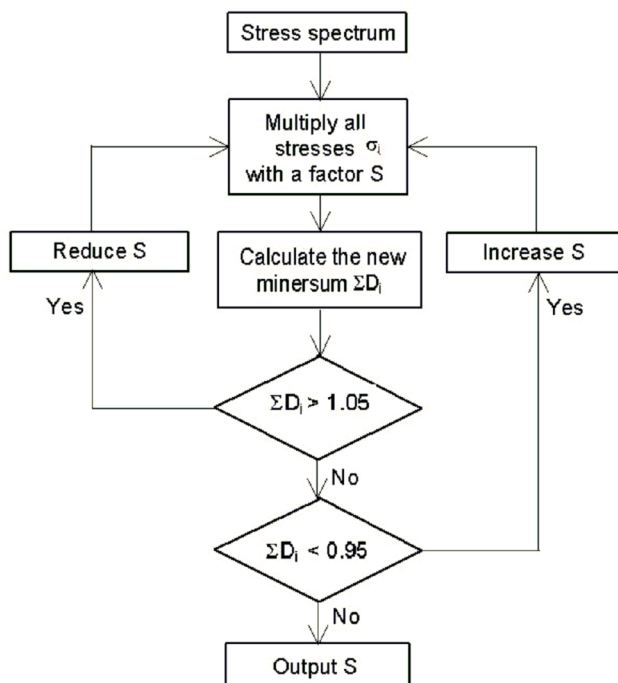 Stress spectrum
Multiply all
stresses σi
with a factor S
Reduce S
Calculate the new
minersum ΣDi
Increase S
Yes
Yes
ΣDi > 1.05
No
ΣDi < 0.95
No
Output S